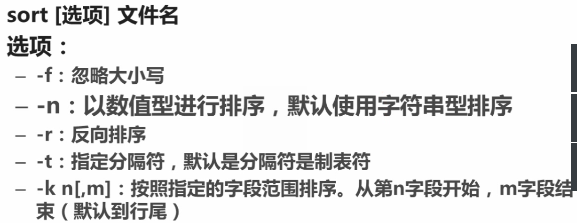 sort [选项] 文件名
选项：
– -f：忽略大小写
– -n：以数值型进行排序，默认使用字符串型排序
– -r：反向排序
– -t：指定分隔符，默认是分隔符是制表符
– -k n[,m]：按照指定的字段范围排序。从第n字段开始，m字段结
束（默认到行尾）